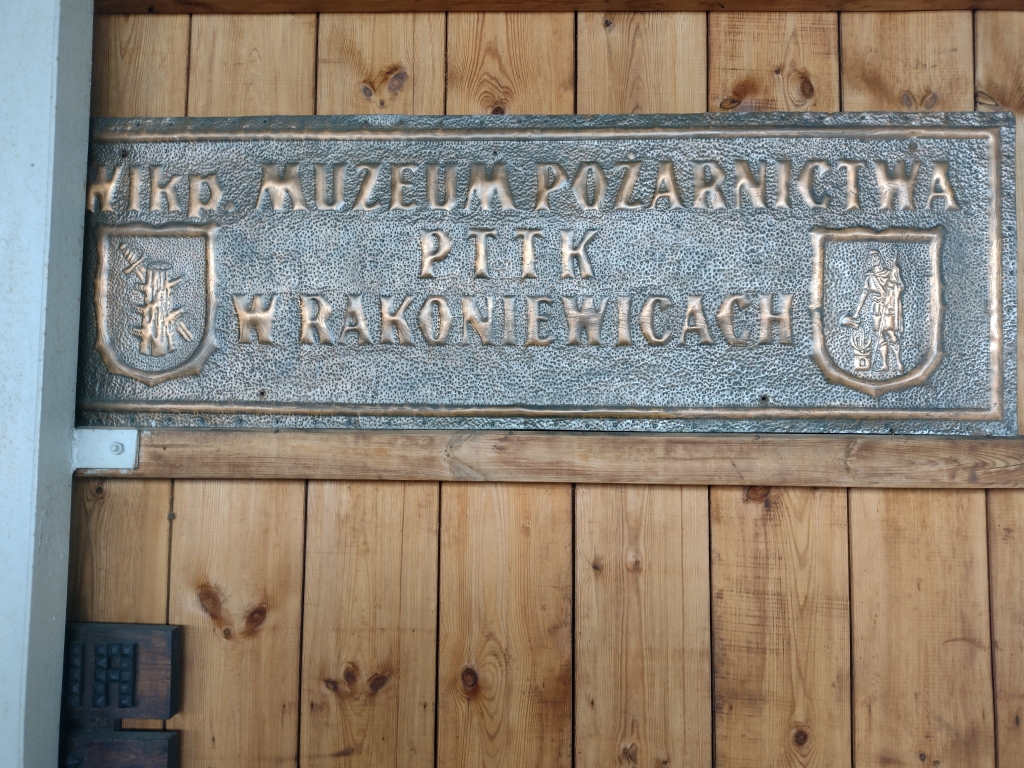 Wlkp. MUZEUM POŻARNICTWA
PTTK
W RAKONIEWICACH